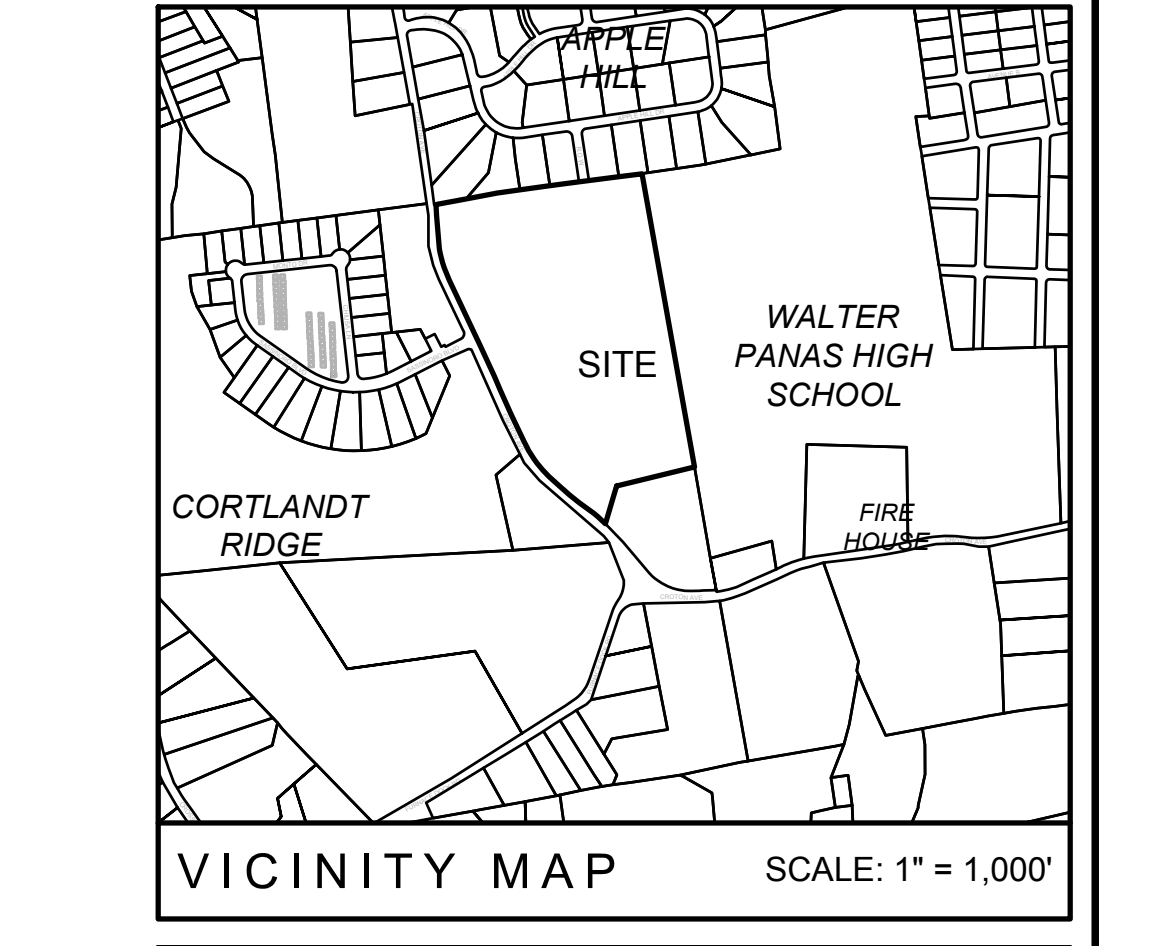 APPLE
HILL
WALTER
PANAS HIGH
SCHOOL
SITE
CORTLANDT
RIDGE
FIRE
HOUSE
CROTON AVE
VICINITY MAP
SCALE: 1" = 1,000'